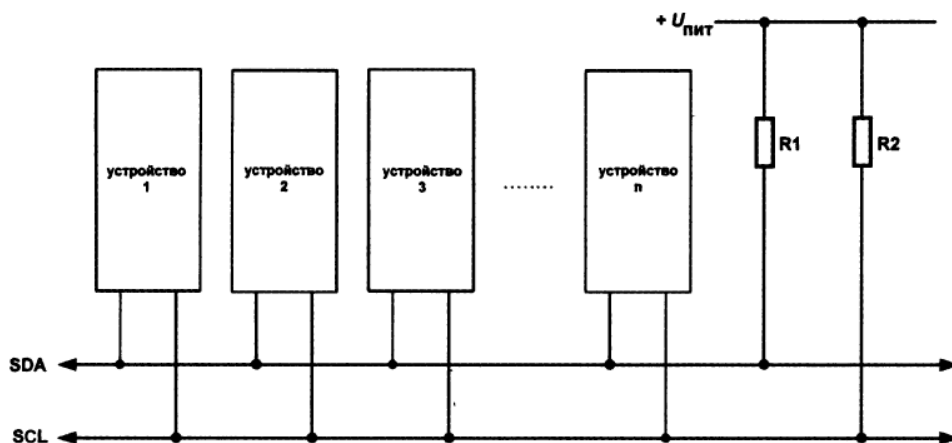 + Uпит
устройство
1
устройство
2
устройство
3
........
устройство
n
R1
R2
SDA
SCL